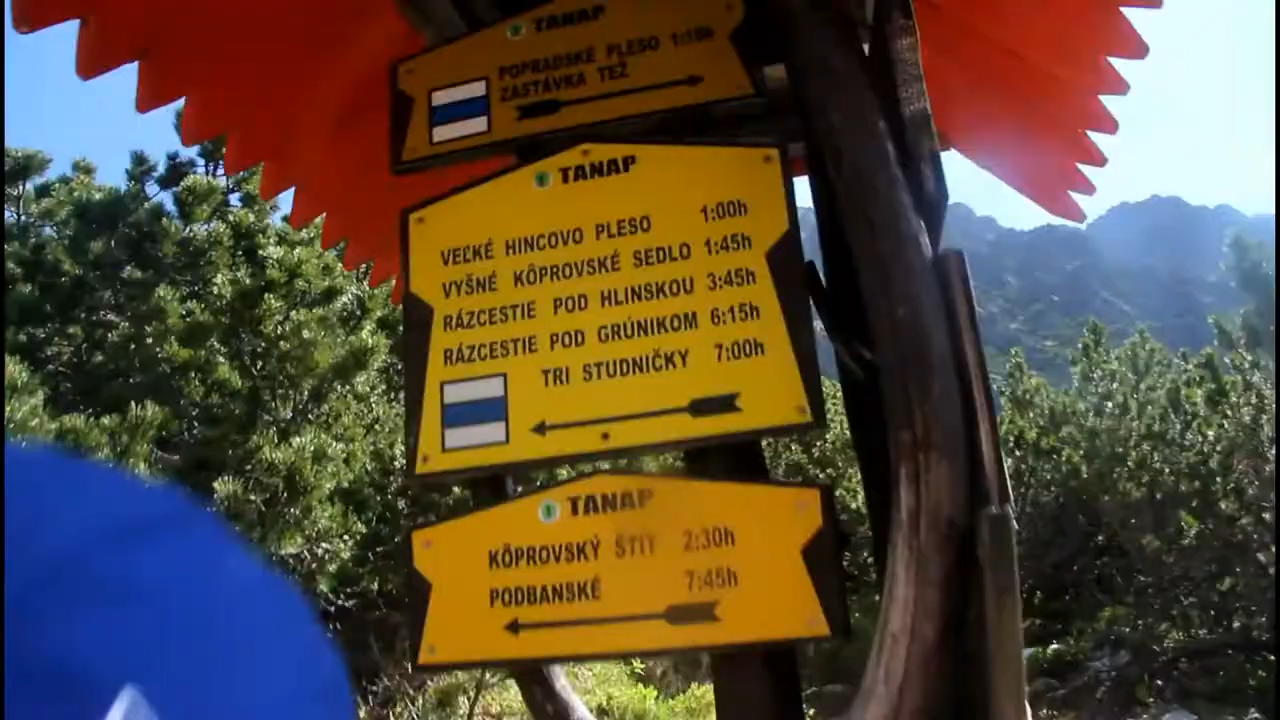 TANAP
POPRADSKÉ PLESO 1:15h
ZASTÁVKA TEŽ
TANAP
VEĽKÉ HINCOVO PLESO 1:00h
VYŠNÉ KÔPROVSKÉ SEDLO 1:45h
RÁZCESTIE POD HLINSKOU 3:45h
RÁZCESTIE POD GRÚNIKOM 6:15h
TRI STUDNIČKY 7:00h
TANAP
KÔPROVSKÝ ŠTÍT 2:30h
PODBANSKÉ 7:45h